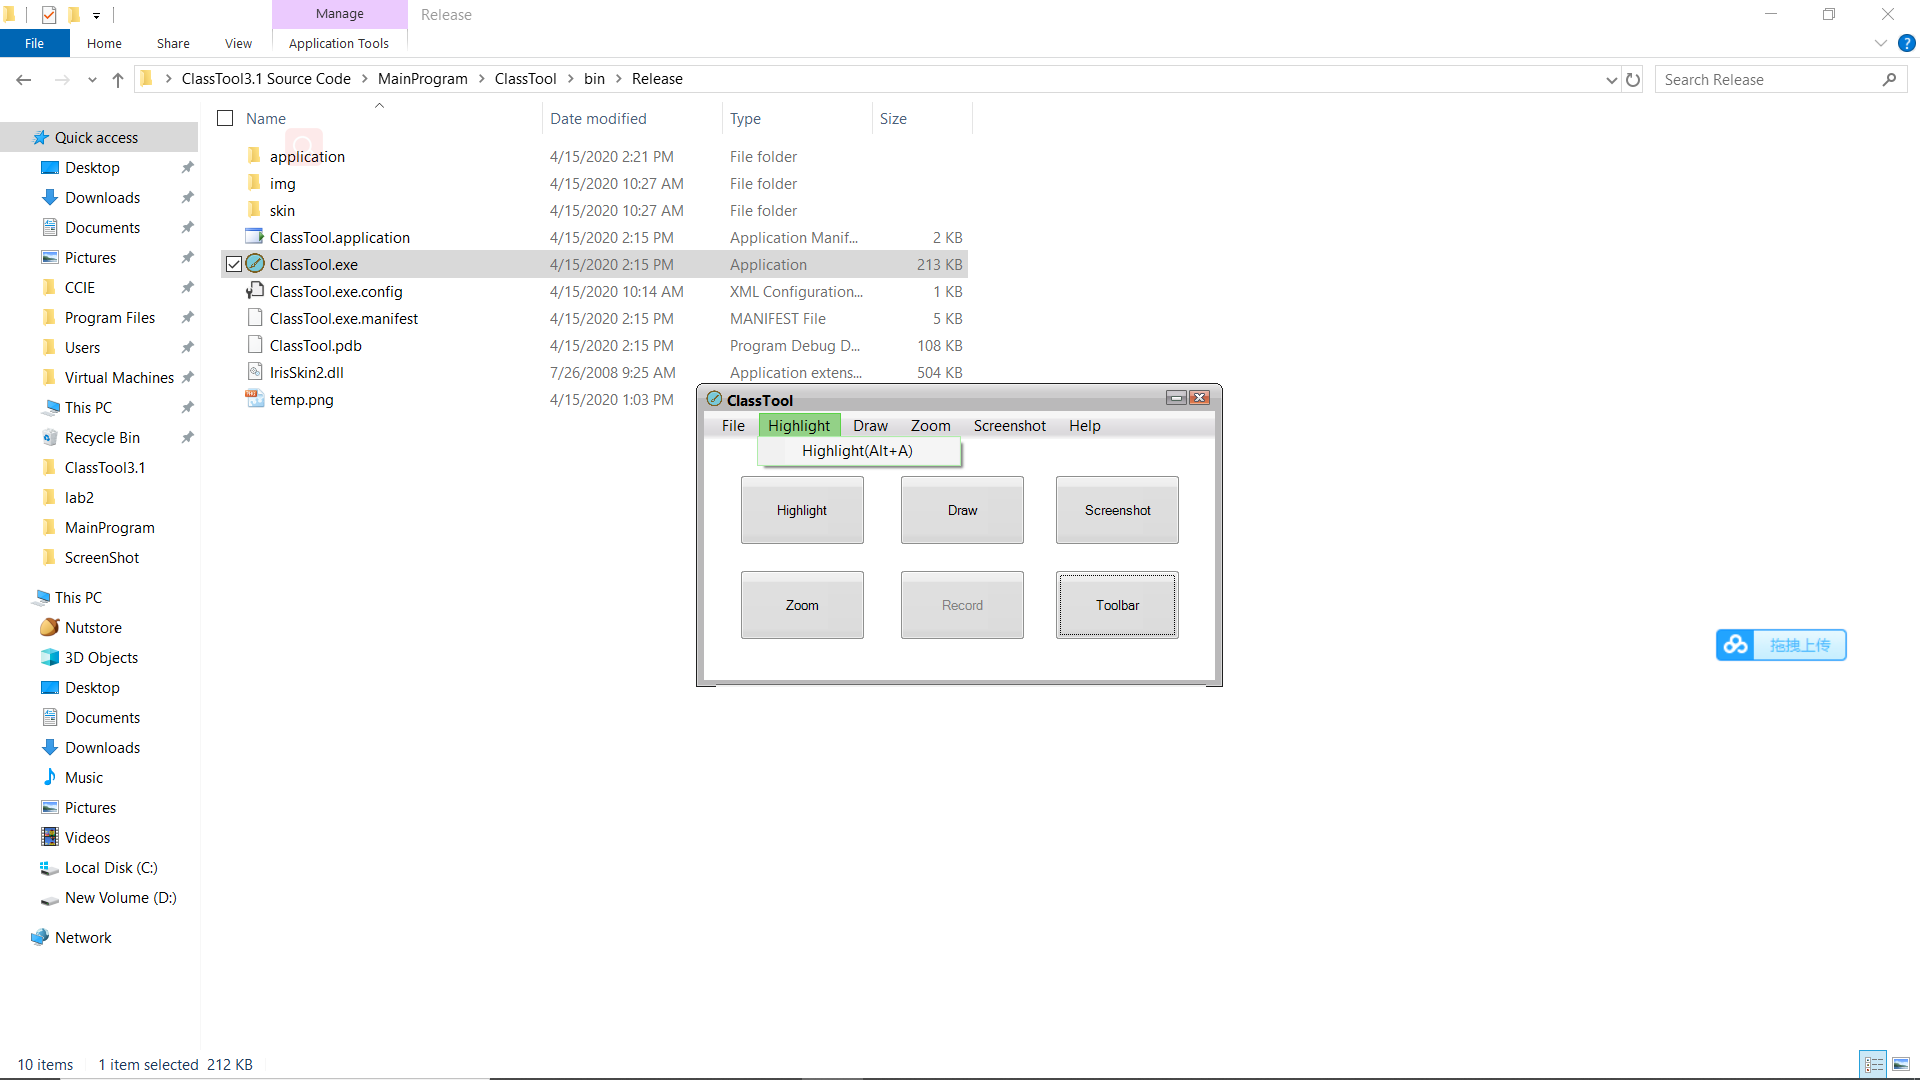 Manage
Release
File
Home
Share
View
Application Tools
ClassTool3.1 Source Code
MainProgram
ClassTool
bin
Release
Search Release
Name
Date modified
Type
Size
Quick access
Desktop
Downloads
Documents
Pictures
CCIE
Program Files
Users
Virtual Machines
This PC
Recycle Bin
ClassTool3.1
lab2
MainProgram
ScreenShot
This PC
Nutstore
3D Objects
Desktop
Documents
Downloads
Music
Pictures
Videos
Local Disk (C:)
New Volume (D:)
Network
application 4/15/2020 2:21 PM File folder
img 4/15/2020 10:27 AM File folder
skin 4/15/2020 10:27 AM File folder
ClassTool.application 4/15/2020 2:15 PM Application Manif... 2 KB
ClassTool.exe 4/15/2020 2:15 PM Application 213 KB
ClassTool.exe.config 4/15/2020 10:14 AM XML Configuration... 1 KB
ClassTool.exe.manifest 4/15/2020 2:15 PM MANIFEST File 5 KB
ClassTool.pdb 4/15/2020 2:15 PM Program Debug D... 108 KB
IrisSkin2.dll 7/26/2008 9:25 AM Application extens... 504 KB
temp.png 4/15/2020 1:03 PM
ClassTool
File Highlight Draw Zoom Screenshot Help
Highlight(Alt+A)
Highlight Draw Screenshot
Zoom Record Toolbar
拖拽上传
10 items 1 item selected 212 KB